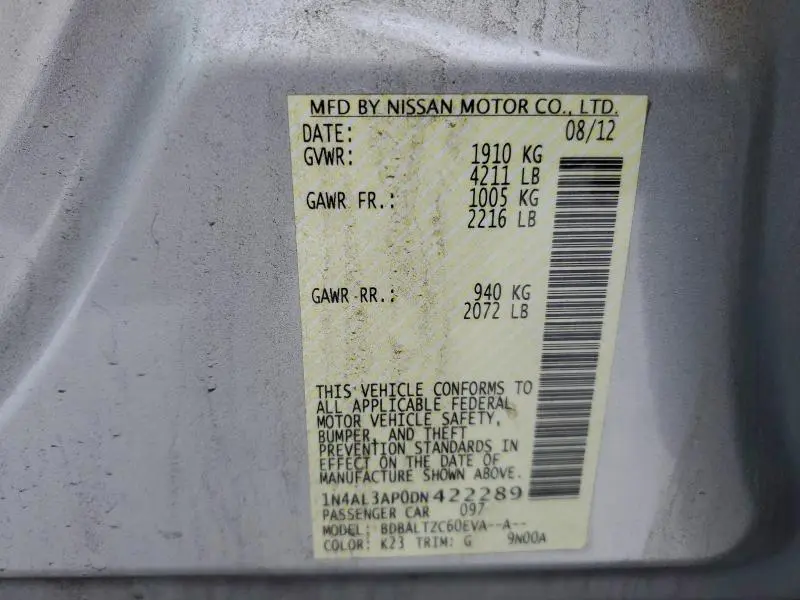 MFD BY NISSAN MOTOR CO., LTD.
DATE: 08/12
GVWR: 1910 KG
4211 LB
GAWR FR.: 1005 KG
2216 LB
GAWR RR.: 940 KG
2072 LB
THIS VEHICLE CONFORMS TO
ALL APPLICABLE FEDERAL
MOTOR VEHICLE SAFETY,
BUMPER, AND THEFT
PREVENTION STANDARDS IN
EFFECT ON THE DATE OF
MANUFACTURE SHOWN ABOVE.
1N4AL3AP0DN422289
PASSENGER CAR 097
MODEL: BDBALTZC60EVA--A--
COLOR: K23 TRIM: G 9N00A